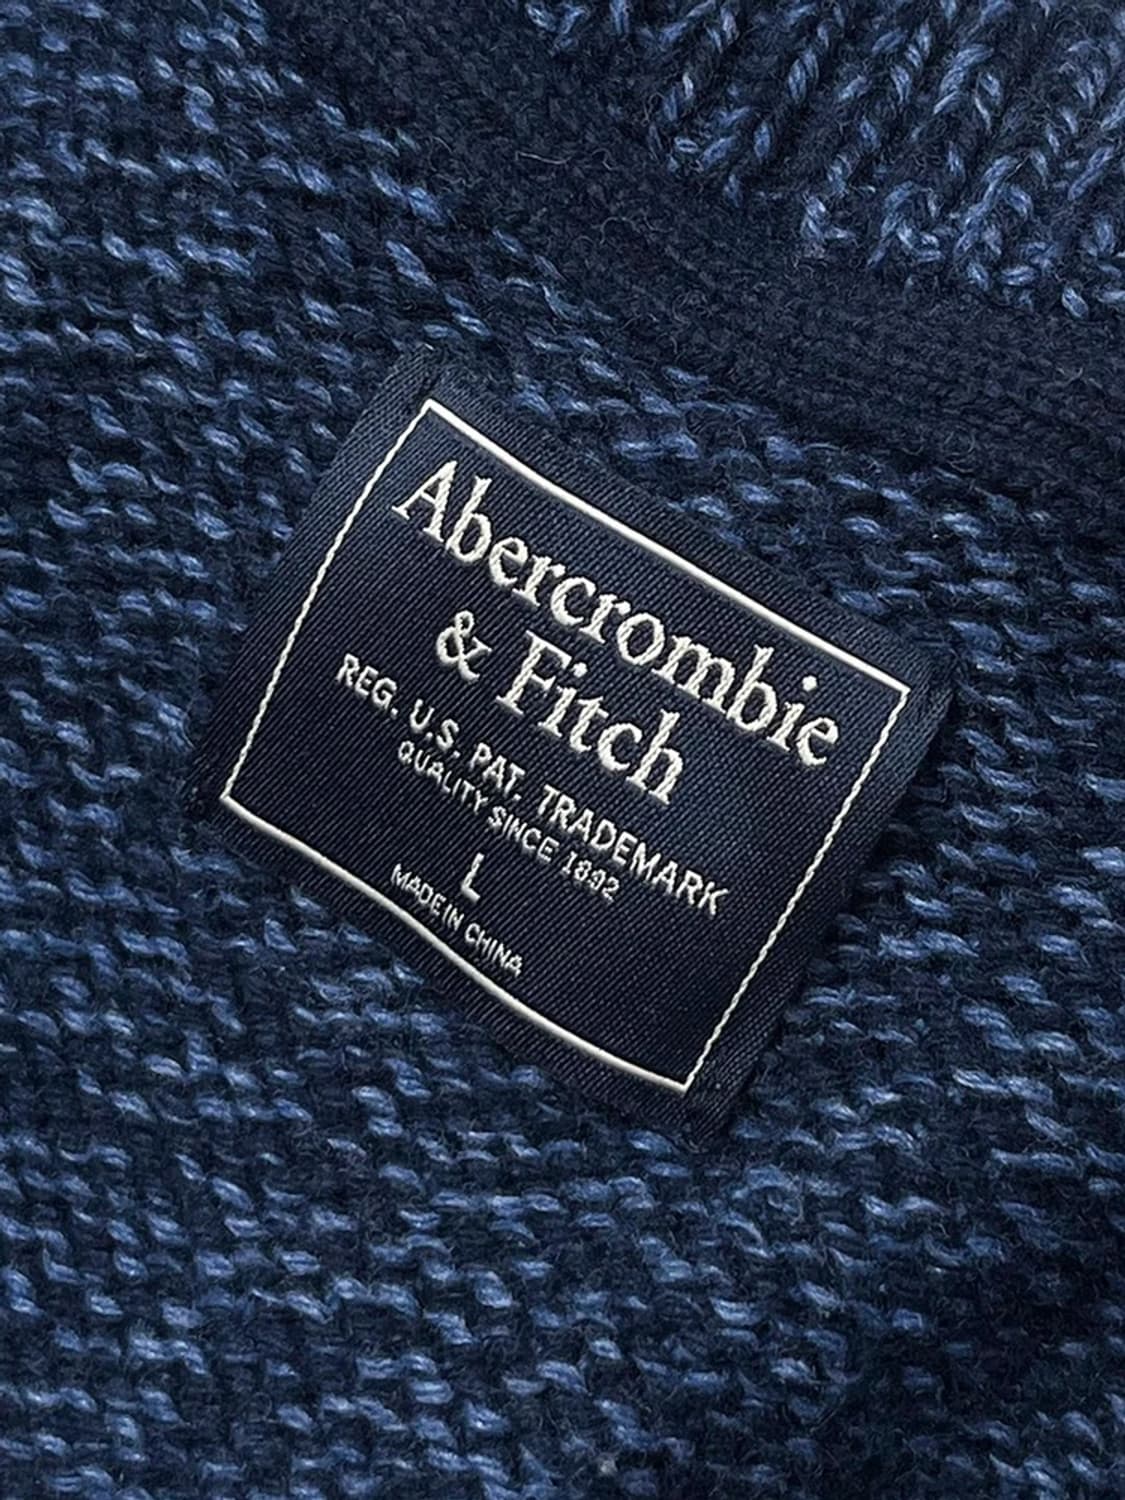 Abercrombie
& Fitch
REG. U.S. PAT. TRADEMARK
QUALITY SINCE 1892
L
MADE IN CHINA